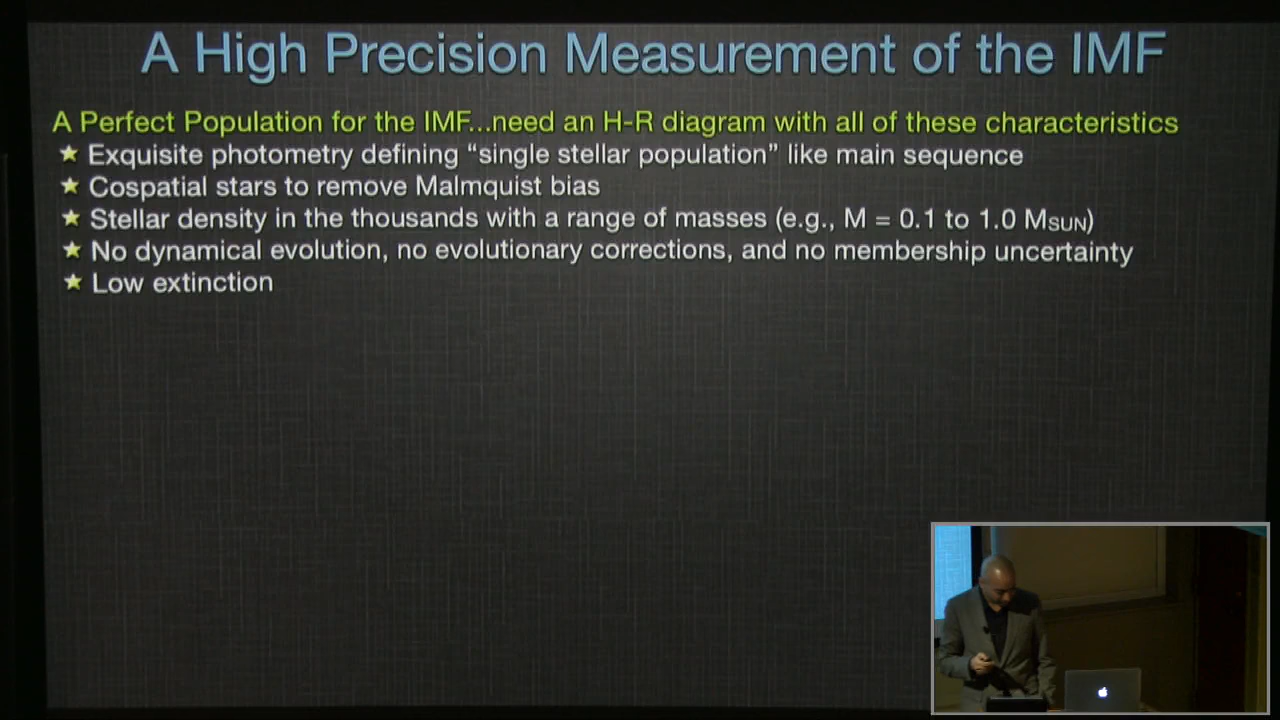 A High Precision Measurement of the IMF
A Perfect Population for the IMF...need an H-R diagram with all of these characteristics
★ Exquisite photometry defining “single stellar population” like main sequence
★ Cospatial stars to remove Malmquist bias
★ Stellar density in the thousands with a range of masses (e.g., M = 0.1 to 1.0 MSUN)
★ No dynamical evolution, no evolutionary corrections, and no membership uncertainty
★ Low extinction